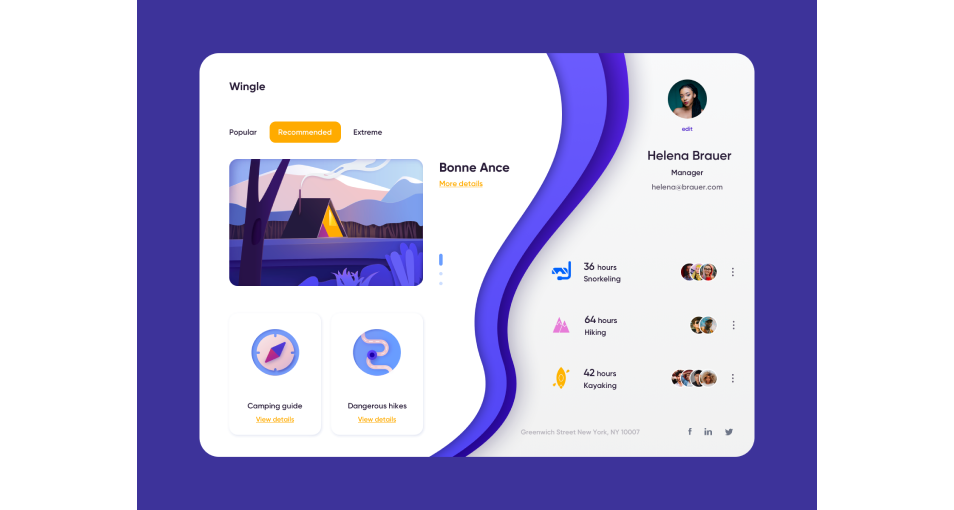 Wingle
Popular
Recommended
Extreme
Bonne Ance
More details
Camping guide
View details
Dangerous hikes
View details
edit
Helena Brauer
Manager
helena@brauer.com
36 hours
Snorkeling
64 hours
Hiking
42 hours
Kayaking
Greenwich Street New York, NY 10007